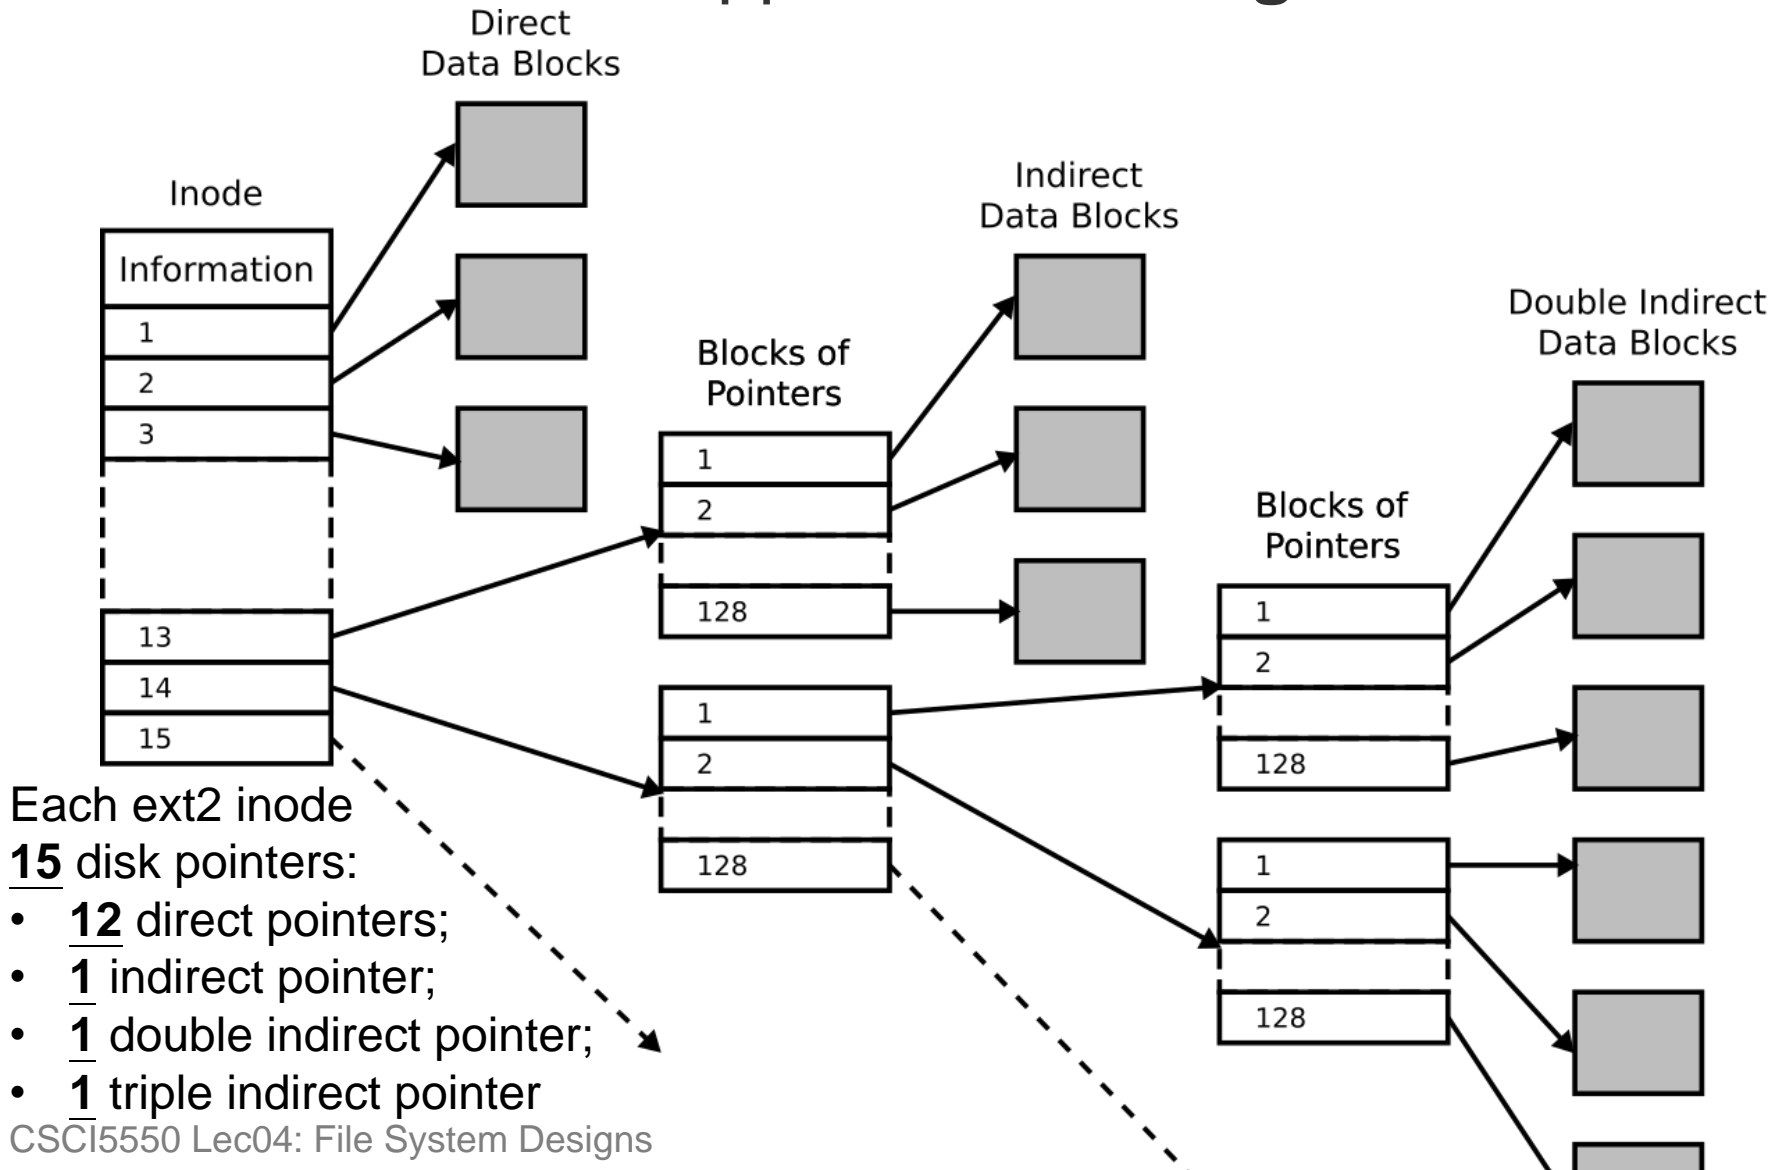 Direct
Data Blocks
Inode
Information
1
2
3
13
14
15
Blocks of
Pointers
1
2
128
1
2
128
Indirect
Data Blocks
Blocks of
Pointers
1
2
128
1
2
128
Double Indirect
Data Blocks
Each ext2 inode
15 disk pointers:
• 12 direct pointers;
• 1 indirect pointer;
• 1 double indirect pointer;
• 1 triple indirect pointer
CSCI5550 Lec04: File System Designs